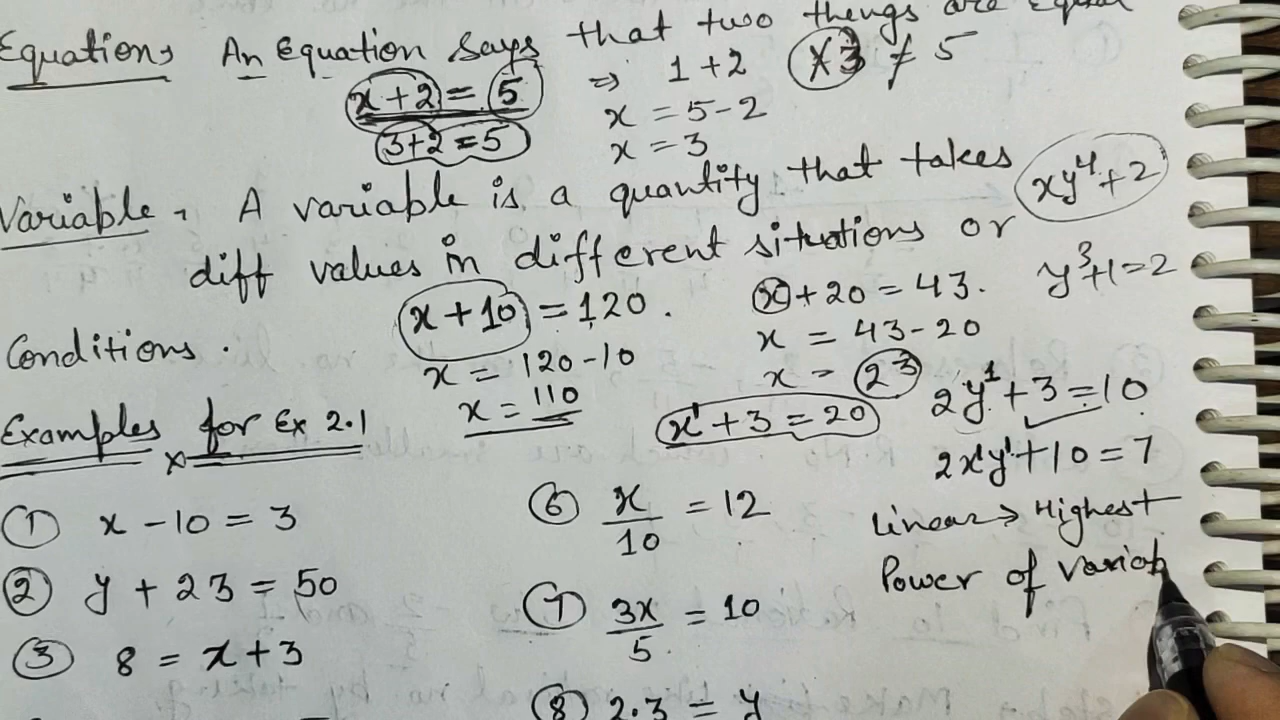 Equations An Equation says that two things are Equal
x+2 = 5 ⇒ 1+2 ≠ 5
3+2=5 x = 5-2
x = 3
Variable, A variable is a quantity that takes xy⁴+2
diff values in different situations or y³+1=2
Conditions.
x+10 = 120. x+20 = 43.
x = 120-10 x = 43-20
x = 110 x = 23
Examples for Ex 2.1 x¹+3=20 2y¹+3=10
2x¹y¹+10=7
① x-10=3 ⑥ x/10 = 12 Linear → Highest
② y+23=50 Power of variab
③ 8 = x+3 ⑦ 3x/5 = 10
⑧ 2.3 = y